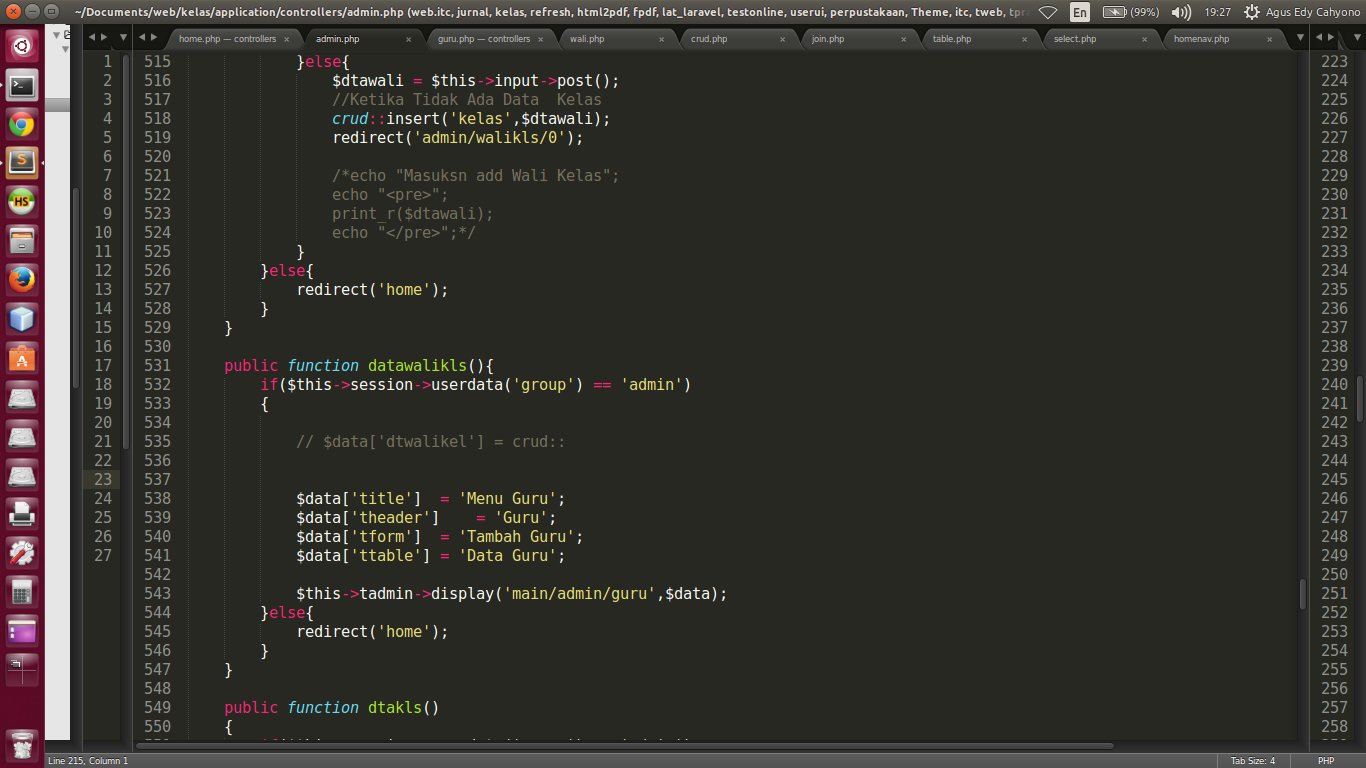 ~/Documents/web/kelas/application/controllers/admin.php (web.itc, jurnal, kelas, refresh, html2pdf, fpdf, lat_laravel, testonline, userui, perpustakaan, Theme, itc, tweb, tpr
En
(99%)
19:27
Agus Edy Cahyono
home.php — controllers
admin.php
guru.php — controllers
wali.php
crud.php
join.php
table.php
select.php
homenav.php
1 515 }else{ 223
2 516 $dtawali = $this->input->post(); 224
3 517 //Ketika Tidak Ada Data  Kelas 225
4 518 crud::insert('kelas',$dtawali); 226
5 519 redirect('admin/walikls/0'); 227
6 520 228
7 521 /*echo "Masuksn add Wali Kelas"; 229
8 522 echo "<pre>"; 230
9 523 print_r($dtawali); 231
10 524 echo "</pre>";*/ 232
11 525 } 233
12 526 }else{ 234
13 527 redirect('home'); 235
14 528 } 236
15 529 } 237
16 530 238
17 531 public function datawalikls(){ 239
18 532 if($this->session->userdata('group') == 'admin') 240
19 533 { 241
20 534 242
21 535 // $data['dtwalikel'] = crud:: 243
22 536 244
23 537 245
24 538 $data['title']  = 'Menu Guru'; 246
25 539 $data['theader']    = 'Guru'; 247
26 540 $data['tform']  = 'Tambah Guru'; 248
27 541 $data['ttable'] = 'Data Guru'; 249
542 250
543 $this->tadmin->display('main/admin/guru',$data); 251
544 }else{ 252
545 redirect('home'); 253
546 } 254
547 } 255
548 256
549 public function dtakls() 257
550 { 258
Line 215, Column 1
Tab Size: 4
PHP